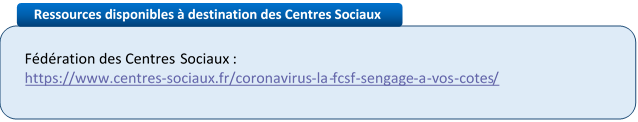 Ressources disponibles à destination des Centres Sociaux
Fédération des Centres Sociaux :
https://www.centres-sociaux.fr/coronavirus-la-fcsf-sengage-a-vos-cotes/